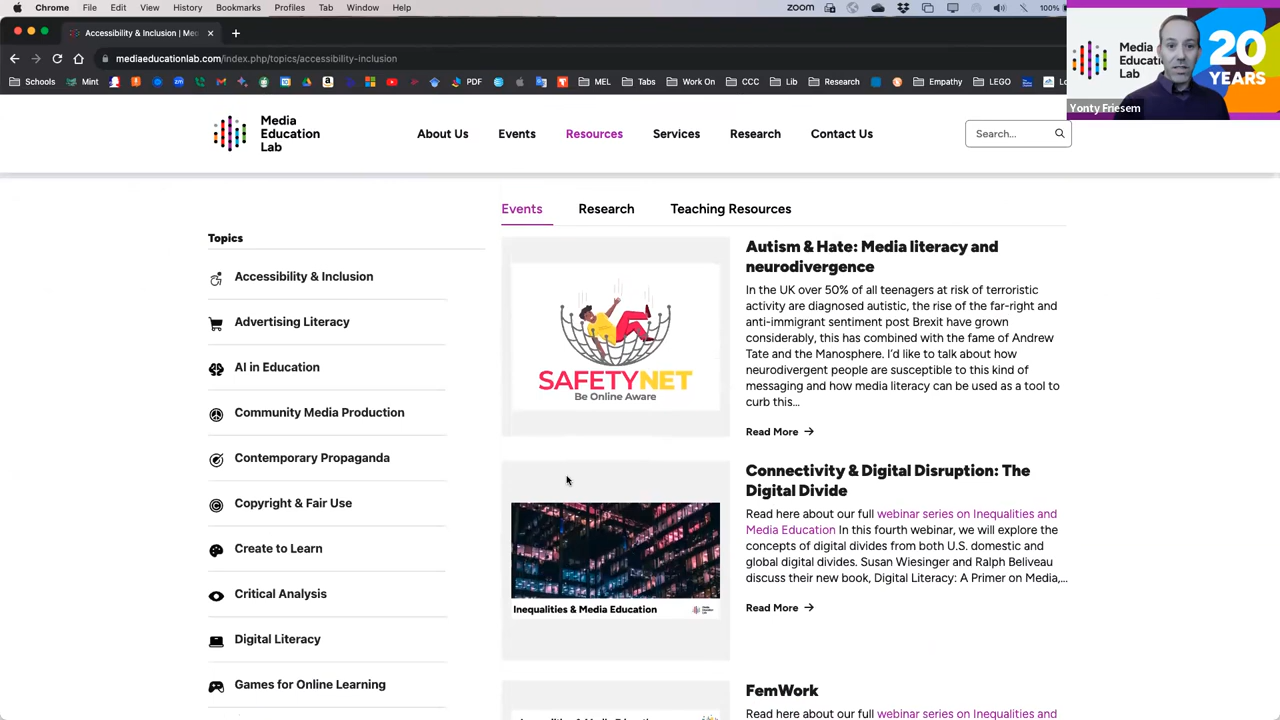 Chrome File Edit View History Bookmarks Profiles Tab Window Help
zoom 100%
Accessibility & Inclusion | Me
mediaeducationlab.com/index.php/topics/accessibility-inclusion
Schools Mint PDF MEL Tabs Work On CCC Lib Research Empathy LEGO
Media
Education
Lab
20
YEARS
Yonty Friesem
Media
Education
Lab
About Us Events Resources Services Research Contact Us
Search...
Events Research Teaching Resources
Topics
Accessibility & Inclusion
Advertising Literacy
AI in Education
Community Media Production
Contemporary Propaganda
Copyright & Fair Use
Create to Learn
Critical Analysis
Digital Literacy
Games for Online Learning
SAFETYNET
Be Online Aware
Autism & Hate: Media literacy and
neurodivergence
In the UK over 50% of all teenagers at risk of terroristic
activity are diagnosed autistic, the rise of the far-right and
anti-immigrant sentiment post Brexit have grown
considerably, this has combined with the fame of Andrew
Tate and the Manosphere. I'd like to talk about how
neurodivergent people are susceptible to this kind of
messaging and how media literacy can be used as a tool to
curb this...
Read More
Inequalities & Media Education
Connectivity & Digital Disruption: The
Digital Divide
Read here about our full webinar series on Inequalities and
Media Education In this fourth webinar, we will explore the
concepts of digital divides from both U.S. domestic and
global digital divides. Susan Wiesinger and Ralph Beliveau
discuss their new book, Digital Literacy: A Primer on Media,...
Read More
FemWork
Read here about our full webinar series on Inequalities and